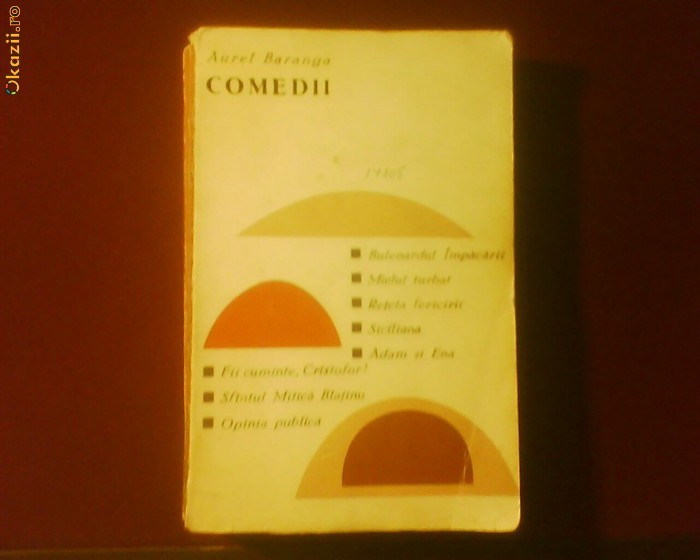 Okazii.ro
Aurel Baranga
COMEDII
Bulevardul Împăcării
Mielul turbat
Rețeta fericirii
Siciliana
Adam și Eva
Fii cuminte, Cristofor!
Sfîntul Mitică Blajinu
Opinia publică